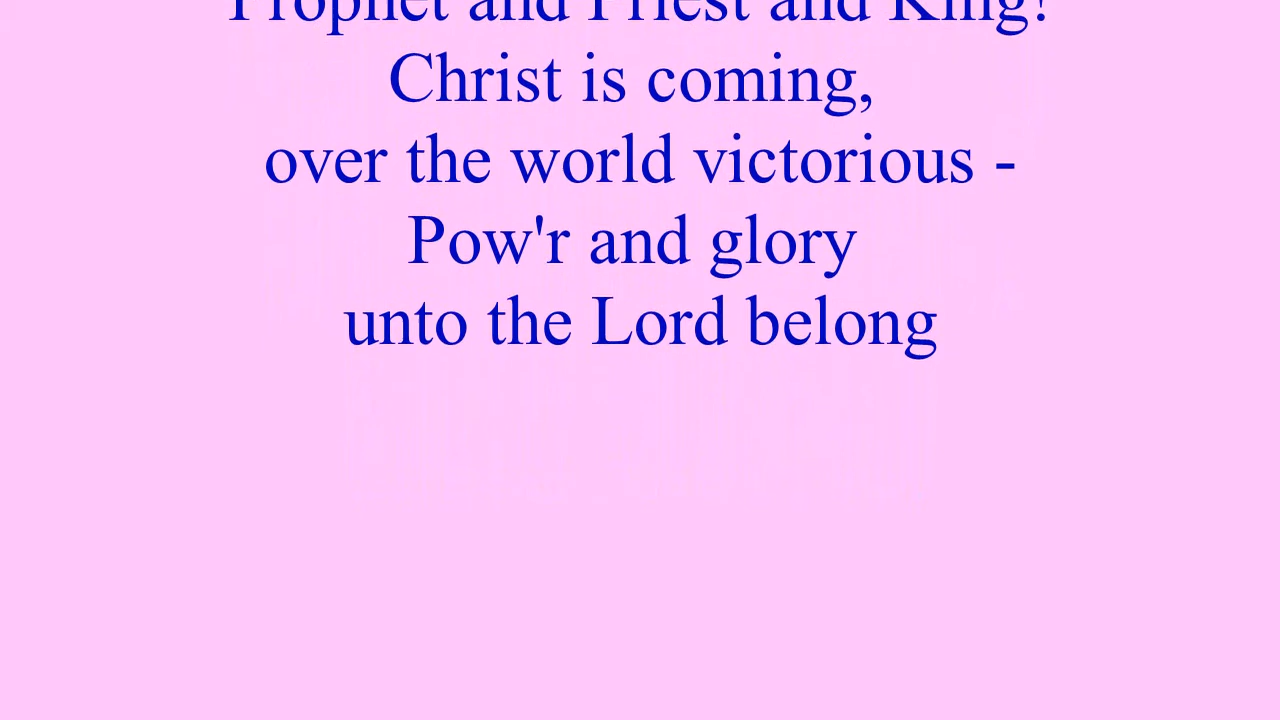 Prophet and Priest and King!
Christ is coming,
over the world victorious -
Pow'r and glory
unto the Lord belong